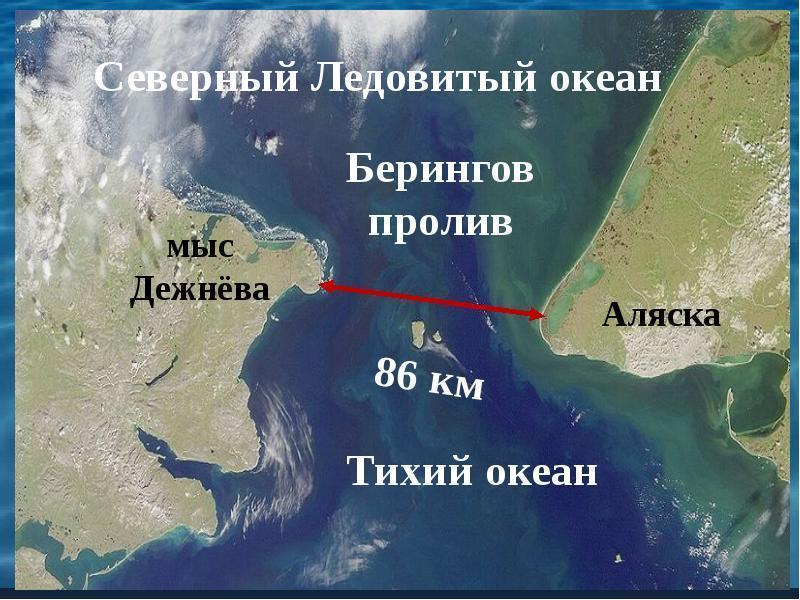 Северный Ледовитый океан
Берингов
пролив
мыс
Дежнёва
Аляска
86 км
Тихий океан